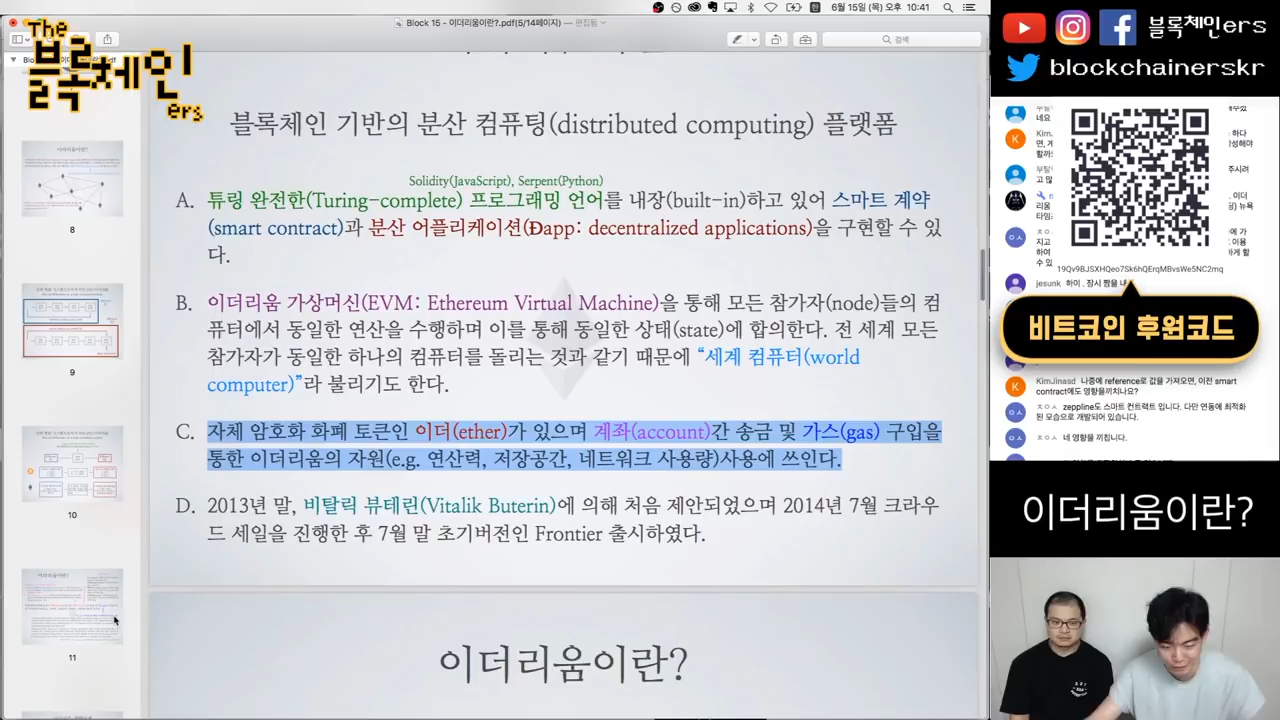 6월 15일 (목) 오후 10:41
Block 15 - 이더리움이란?.pdf(5/14페이지) — 편집됨
검색
The
블록체인
ers
블록체인 기반의 분산 컴퓨팅(distributed computing) 플랫폼
Solidity(JavaScript), Serpent(Python)
A. 튜링 완전한(Turing-complete) 프로그래밍 언어를 내장(built-in)하고 있어 스마트 계약
(smart contract)과 분산 어플리케이션(Ðapp: decentralized applications)을 구현할 수 있
다.
B. 이더리움 가상머신(EVM: Ethereum Virtual Machine)을 통해 모든 참가자(node)들의 컴
퓨터에서 동일한 연산을 수행하며 이를 통해 동일한 상태(state)에 합의한다. 전 세계 모든
참가자가 동일한 하나의 컴퓨터를 돌리는 것과 같기 때문에 “세계 컴퓨터(world
computer)”라 불리기도 한다.
C. 자체 암호화 화폐/토큰인 이더(ether)가 있으며 계좌(account)간 송금 및 가스(gas) 구입을
통한 이더리움의 자원(e.g. 연산력, 저장공간, 네트워크 사용량)사용에 쓰인다.
D. 2013년 말, 비탈릭 뷰테린(Vitalik Buterin)에 의해 처음 제안되었으며 2014년 7월 크라우
드 세일을 진행한 후 7월 말 초기버전인 Frontier 출시하였다.
이더리움이란?
8
9
10
11
블록체인ers
blockchainerskr
19Qv9BJSXHQeo7Sk6hQErqMBvsWe5NC2mq
jesunk 하이 . 잠시 짬을 내
비트코인 후원코드
KimJinasd 나중에 reference로 값을 가져오면, 이전 smart
contract에도 영향을끼치나요?
ㅈㅇㅅ zeppline도 스마트 컨트랙트 입니다. 다만 연동에 최적화
된 모습으로 개발되어 있습니다.
ㅈㅇㅅ 네 영향을 끼칩니다.
이더리움이란?